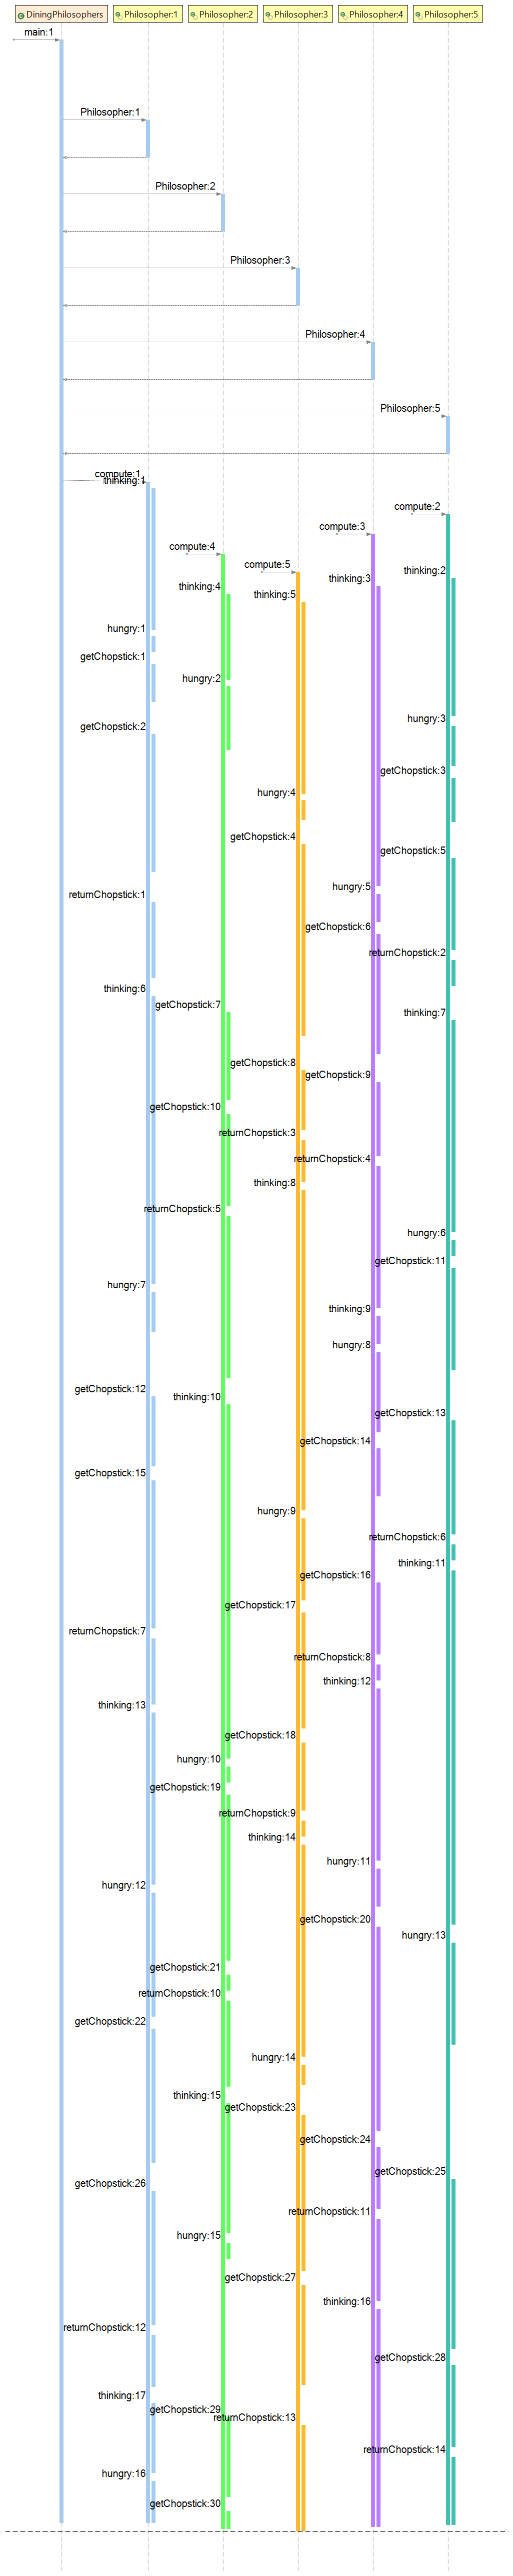 DiningPhilosophers
Philosopher:1
Philosopher:2
Philosopher:3
Philosopher:4
Philosopher:5
main:1
Philosopher:1
Philosopher:2
Philosopher:3
Philosopher:4
Philosopher:5
compute:1
thinking:1
compute:2
compute:3
compute:4
compute:5
thinking:2
thinking:3
thinking:4
thinking:5
hungry:1
getChopstick:1
hungry:2
hungry:3
getChopstick:2
getChopstick:3
hungry:4
getChopstick:4
getChopstick:5
hungry:5
returnChopstick:1
getChopstick:6
returnChopstick:2
thinking:6
getChopstick:7
thinking:7
getChopstick:8
getChopstick:9
getChopstick:10
returnChopstick:3
returnChopstick:4
thinking:8
returnChopstick:5
hungry:6
getChopstick:11
hungry:7
thinking:9
hungry:8
getChopstick:12
thinking:10
getChopstick:13
getChopstick:14
getChopstick:15
hungry:9
returnChopstick:6
thinking:11
getChopstick:16
getChopstick:17
returnChopstick:7
returnChopstick:8
thinking:12
thinking:13
getChopstick:18
hungry:10
getChopstick:19
returnChopstick:9
thinking:14
hungry:11
hungry:12
getChopstick:20
hungry:13
getChopstick:21
returnChopstick:10
getChopstick:22
hungry:14
thinking:15
getChopstick:23
getChopstick:24
getChopstick:25
getChopstick:26
returnChopstick:11
hungry:15
getChopstick:27
thinking:16
returnChopstick:12
getChopstick:28
thinking:17
getChopstick:29
returnChopstick:13
returnChopstick:14
hungry:16
getChopstick:30